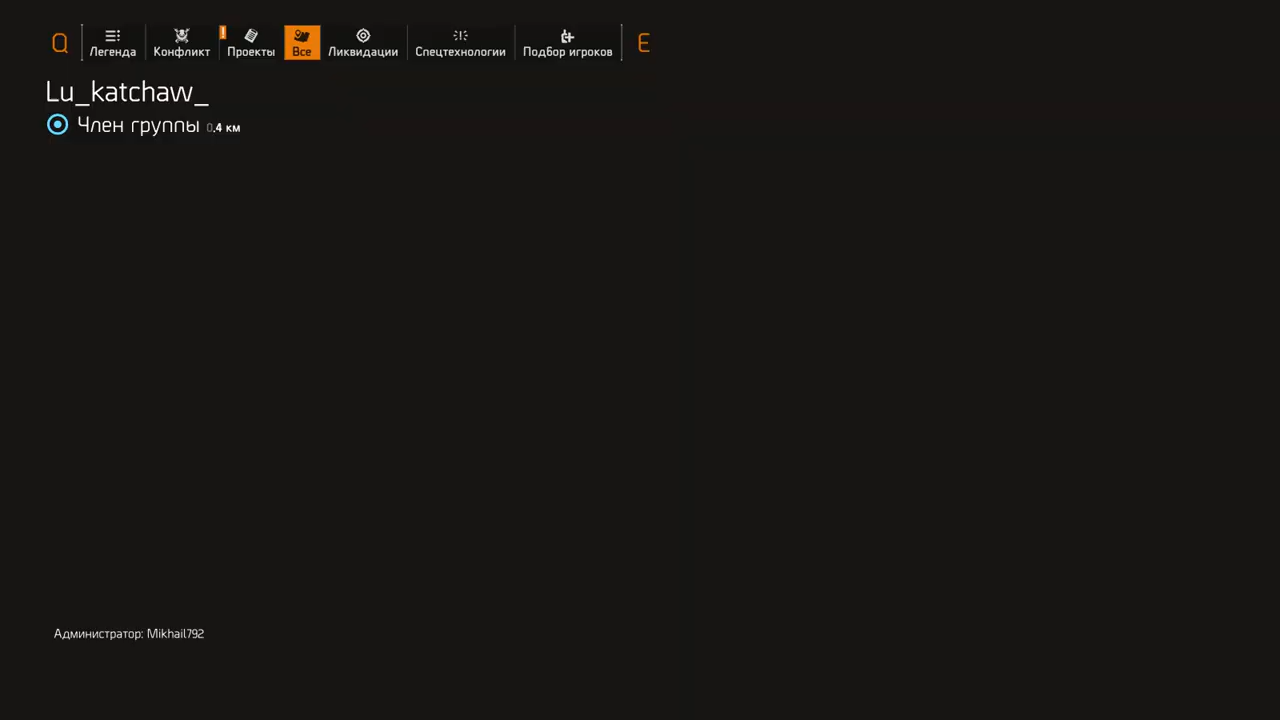 Q Легенда Конфликт ! Проекты Все Ликвидации Спецтехнологии Подбор игроков E
Lu_katchaw_
Член группы 0.4 км
Администратор: Mikhail792